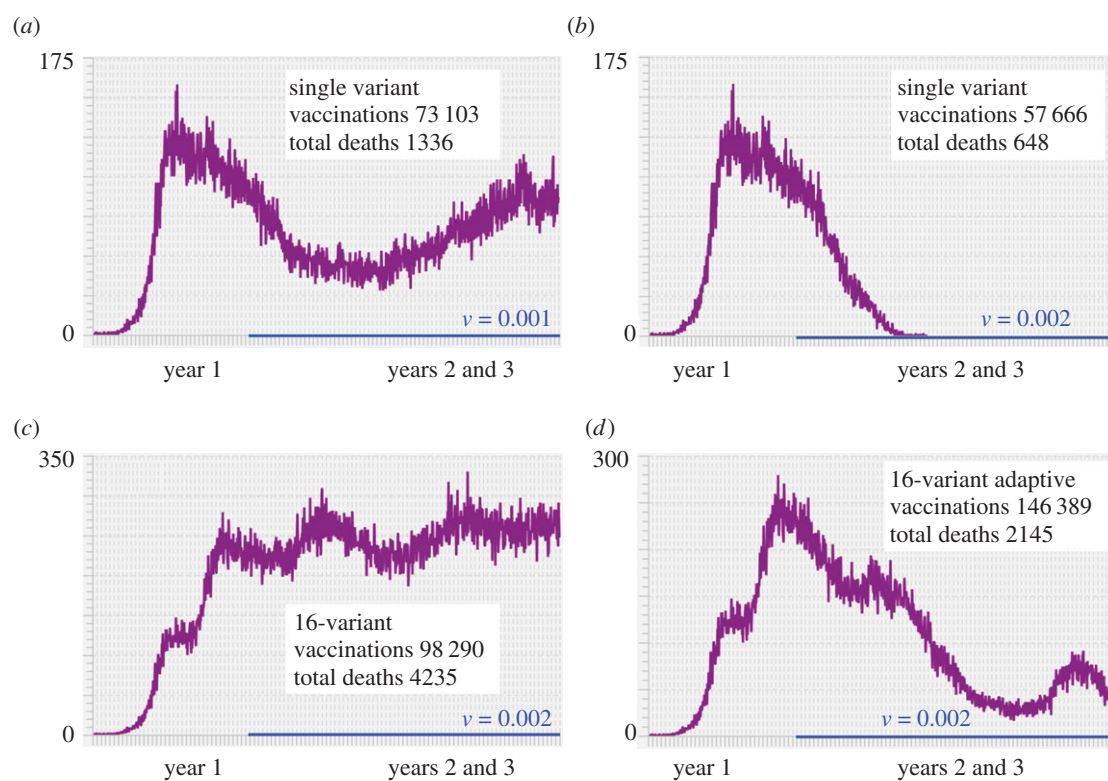 (a)
175
single variant
vaccinations 73 103
total deaths 1336
0
v = 0.001
year 1
years 2 and 3
(b)
175
single variant
vaccinations 57 666
total deaths 648
0
v = 0.002
year 1
years 2 and 3
(c)
350
16-variant
vaccinations 98 290
total deaths 4235
0
v = 0.002
year 1
years 2 and 3
(d)
300
16-variant adaptive
vaccinations 146 389
total deaths 2145
0
v = 0.002
year 1
years 2 and 3